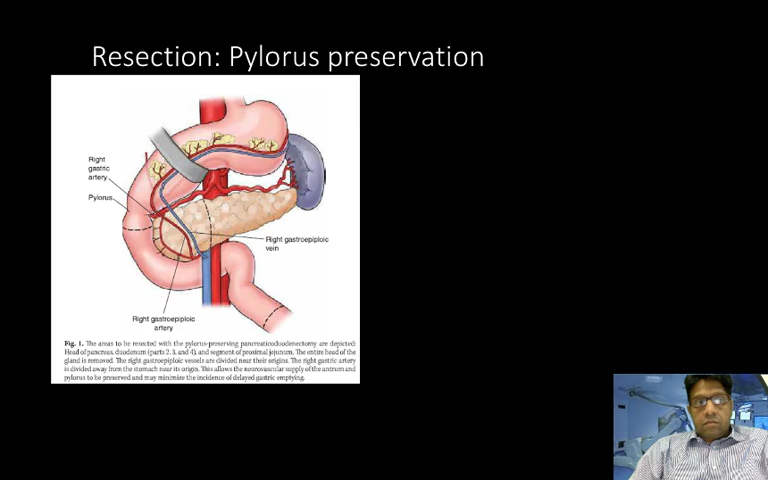 Resection: Pylorus preservation
Right
gastric
artery
Pylorus
Right gastroepiploic
vein
Right gastroepiploic
artery
Fig. 1. The areas to be resected with the pylorus-preserving pancreaticoduodenectomy are depicted:
Head of pancreas, duodenum (parts 2, 3, and 4), and segment of proximal jejunum. The entire head of the
gland is removed. The right gastroepiploic vessels are divided near their origins. The right gastric artery
is divided away from the stomach near its origin. This allows the neurovascular supply of the antrum and
pylorus to be preserved and may minimize the incidence of delayed gastric emptying.